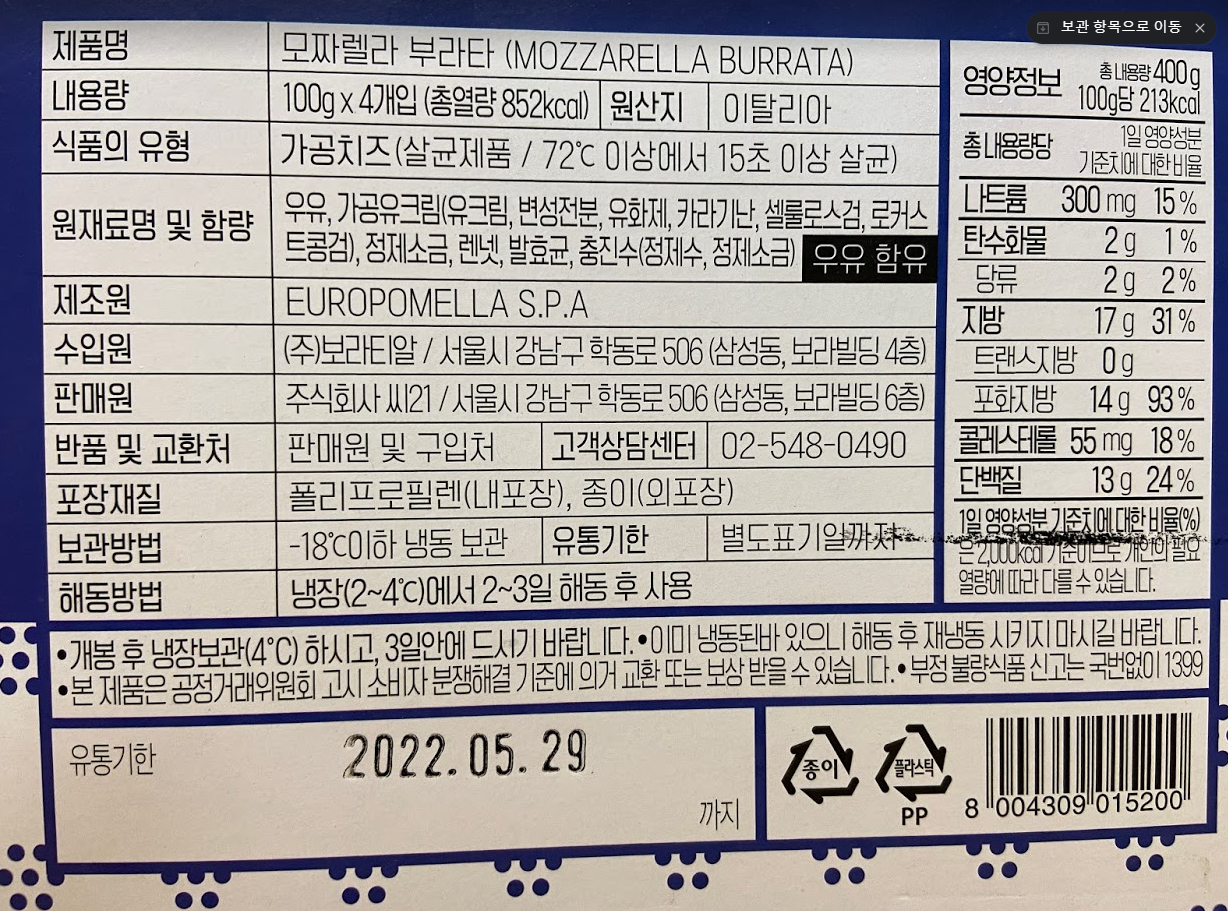 보관 항목으로 이동
제품명 모짜렐라 부라타 (MOZZARELLA BURRATA)
내용량 100g x 4개입 (총열량 852kcal) 원산지 이탈리아
식품의 유형 가공치즈(살균제품 / 72℃ 이상에서 15초 이상 살균)
원재료명 및 함량 우유, 가공유크림(유크림, 변성전분, 유화제, 카라기난, 셀룰로스검, 로커스
트콩검), 정제소금, 렌넷, 발효균, 충진수(정제수, 정제소금) 우유 함유
제조원 EUROPOMELLA S.P.A
수입원 (주)보라티알 / 서울시 강남구 학동로 506 (삼성동, 보라빌딩 4층)
판매원 주식회사 씨21 / 서울시 강남구 학동로 506 (삼성동, 보라빌딩 6층)
반품 및 교환처 판매원 및 구입처 고객상담센터 02-548-0490
포장재질 폴리프로필렌(내포장), 종이(외포장)
보관방법 -18℃이하 냉동 보관 유통기한 별도표기일까지
해동방법 냉장(2~4℃)에서 2~3일 해동 후 사용
영양정보 총 내용량 400g
100g당 213kcal
총 내용량당 1일 영양성분
기준치에 대한 비율
나트륨 300 mg 15 %
탄수화물 2 g 1 %
당류 2 g 2 %
지방 17 g 31 %
트랜스지방 0 g
포화지방 14 g 93 %
콜레스테롤 55 mg 18 %
단백질 13 g 24 %
1일 영양성분 기준치에 대한 비율(%)
은 2,000kcal 기준이므로 개인의 필요
열량에 따라 다를 수 있습니다.
•개봉 후 냉장보관(4℃) 하시고, 3일안에 드시기 바랍니다. •이미 냉동된바 있으니 해동 후 재냉동 시키지 마시길 바랍니다.
•본 제품은 공정거래위원회 고시 소비자 분쟁해결 기준에 의거 교환 또는 보상 받을 수 있습니다. •부정 불량식품 신고는 국번없이 1399
유통기한 2022.05.29
까지
종이 플라스틱
PP
8 004309 015200